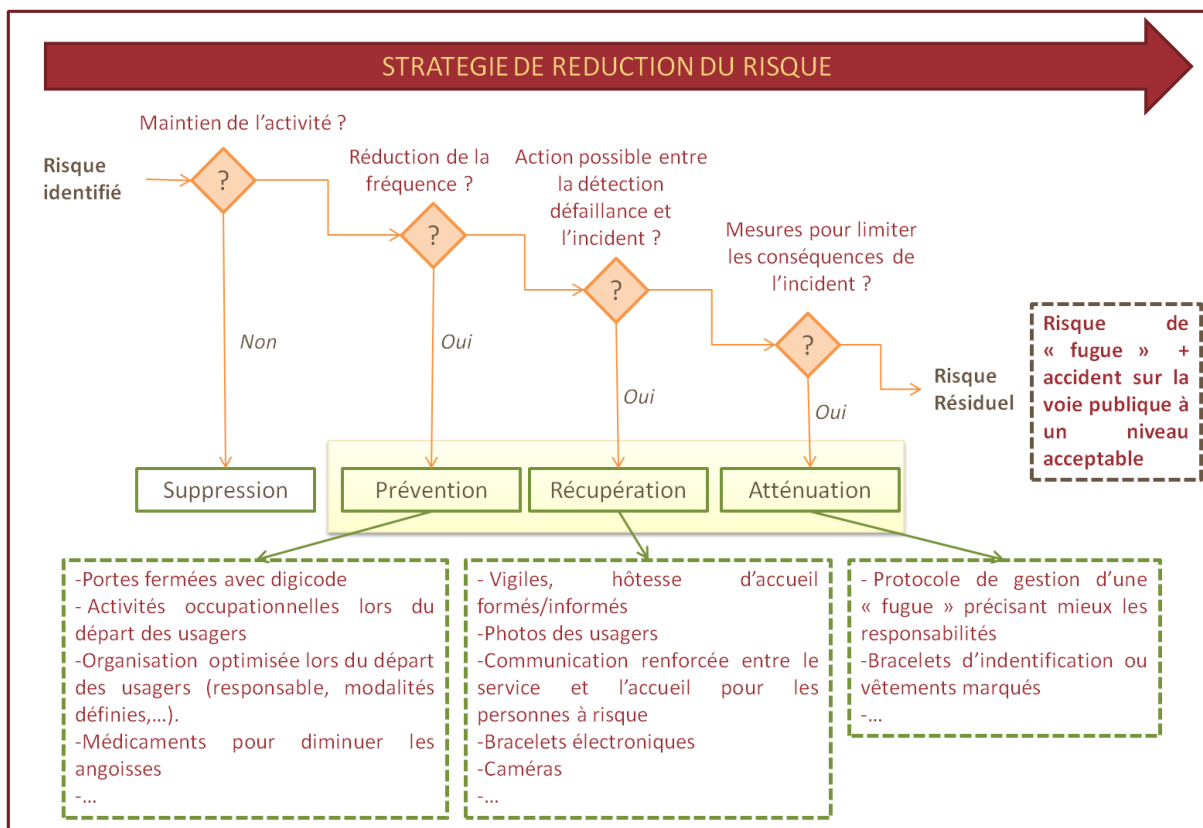 STRATEGIE DE REDUCTION DU RISQUE
Maintien de l’activité ?
Risque
identifié
?
Réduction de la
fréquence ?
?
Action possible entre
la détection
défaillance et
l’incident ?
?
Mesures pour limiter
les conséquences de
l’incident ?
?
Non
Oui
Oui
Oui
Risque
Résiduel
Risque de
« fugue » +
accident sur la
voie publique à
un niveau
acceptable
Suppression
Prévention
Récupération
Atténuation
-Portes fermées avec digicode
- Activités occupationnelles lors du
départ des usagers
-Organisation optimisée lors du départ
des usagers (responsable, modalités
définies,...).
-Médicaments pour diminuer les
angoisses
-...
- Vigiles, hôtesse d’accueil
formés/informés
-Photos des usagers
-Communication renforcée entre le
service et l’accueil pour les
personnes à risque
-Bracelets électroniques
-Caméras
-...
- Protocole de gestion d’une
« fugue » précisant mieux les
responsabilités
-Bracelets d’indentification ou
vêtements marqués
-...